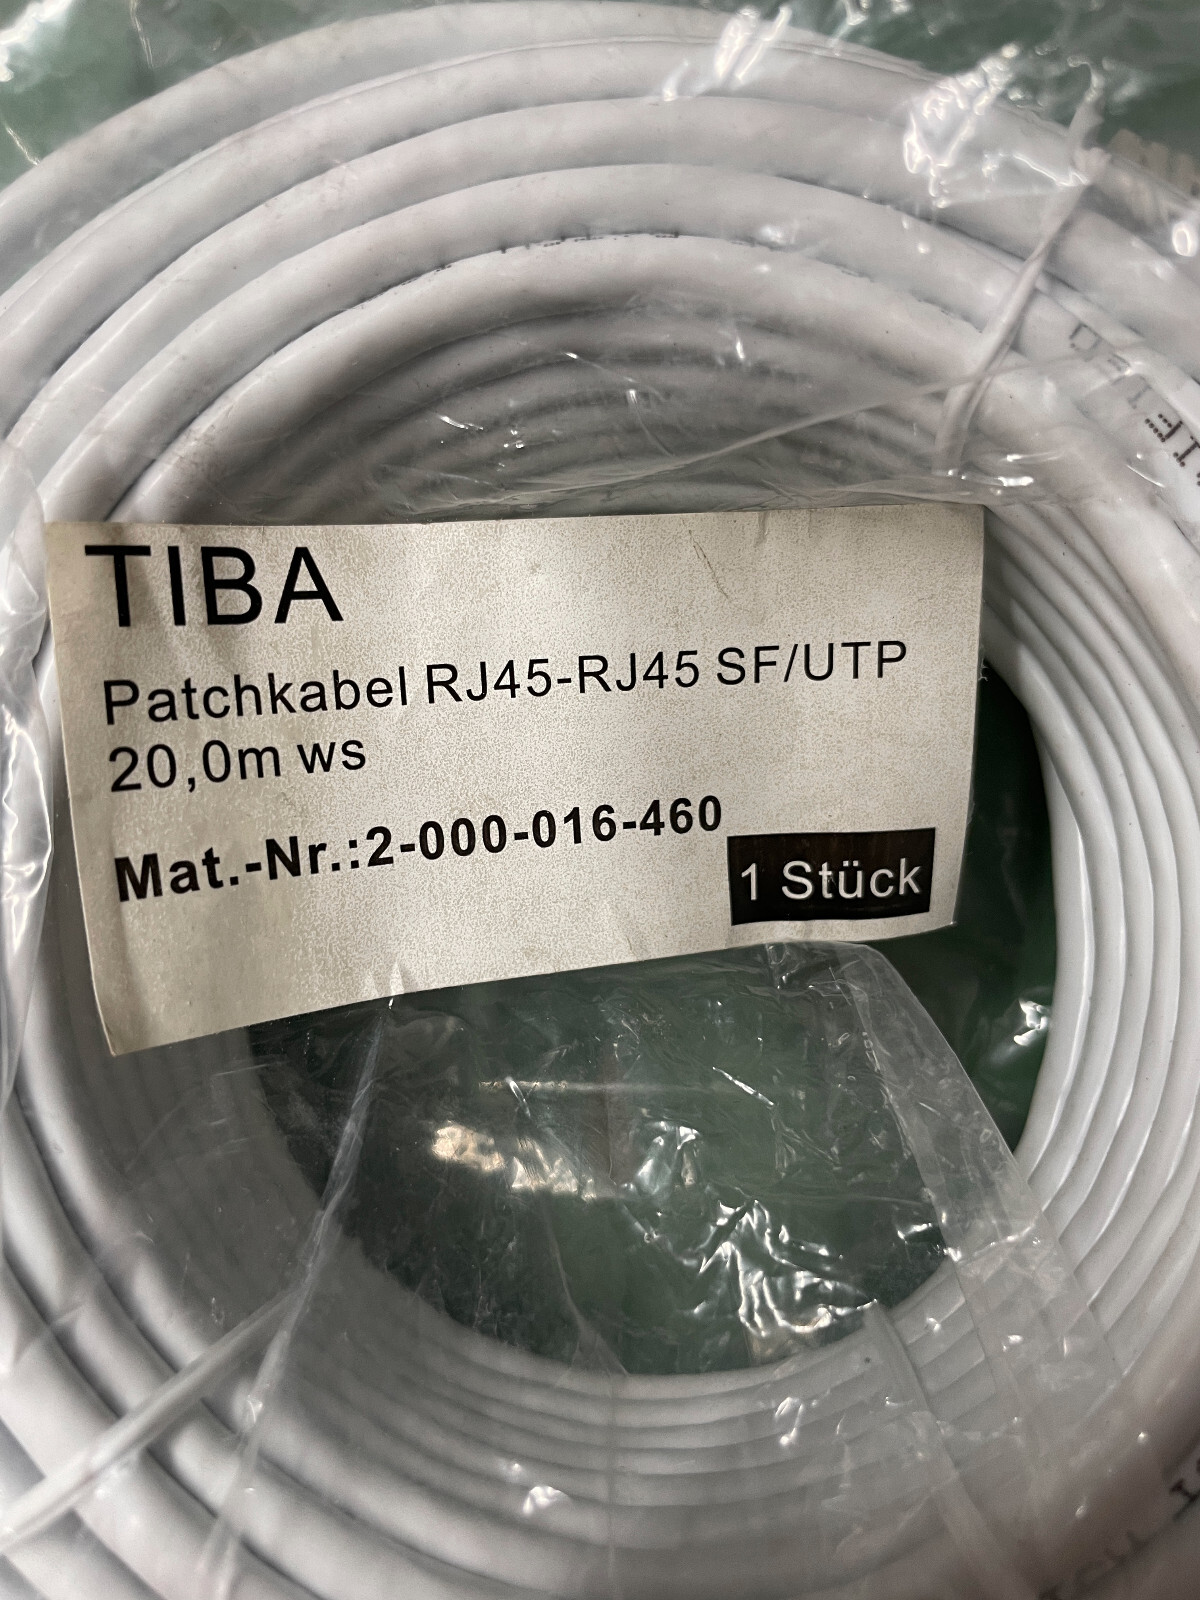 TIBA
Patchkabel RJ45-RJ45 SF/UTP
20,0m ws
Mat.-Nr.:2-000-016-460
1 Stück